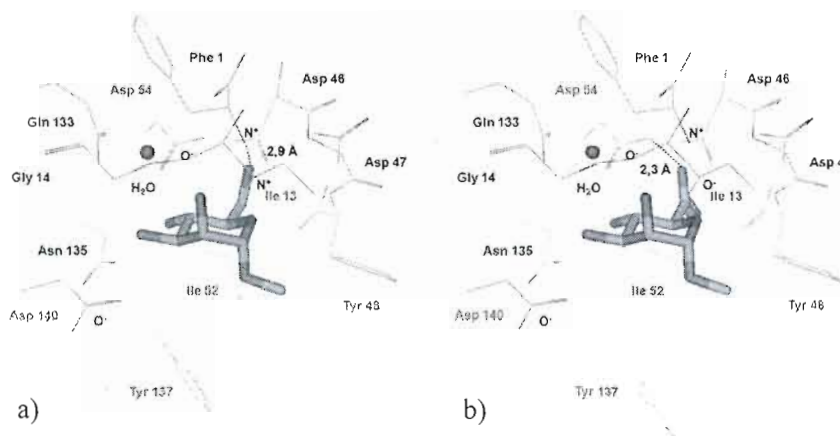 Phe 1
Asp 54
Asp 46
Gln 133
N⁺
O⁻
2,9 Å
Asp 47
Gly 14
H₂O
N⁺
Ile 13
Asn 135
Ile 52
Tyr 48
Asp 140
O⁻
Tyr 137
a)
Phe 1
Asp 54
Asp 46
Gln 133
N⁺
O⁻
Asp 4
Gly 14
2,3 Å
H₂O
O⁻
Ile 13
Asn 135
Ile 52
Tyr 48
Asp 140
O⁻
Tyr 137
b)